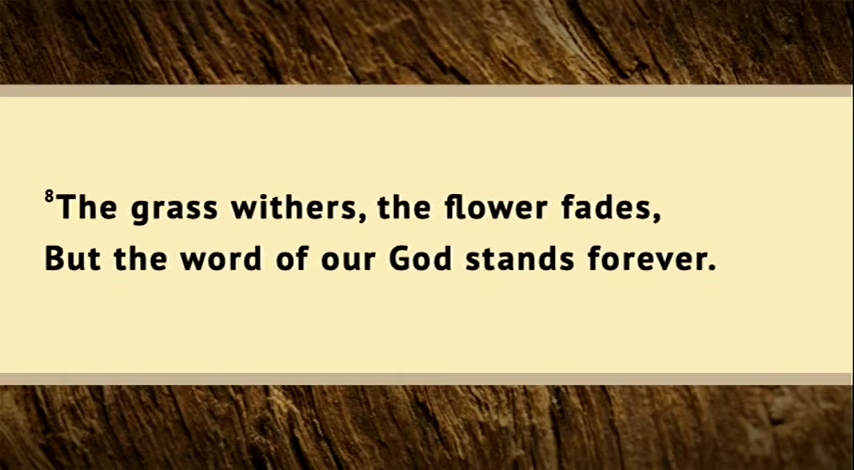 ⁸The grass withers, the flower fades,
But the word of our God stands forever.